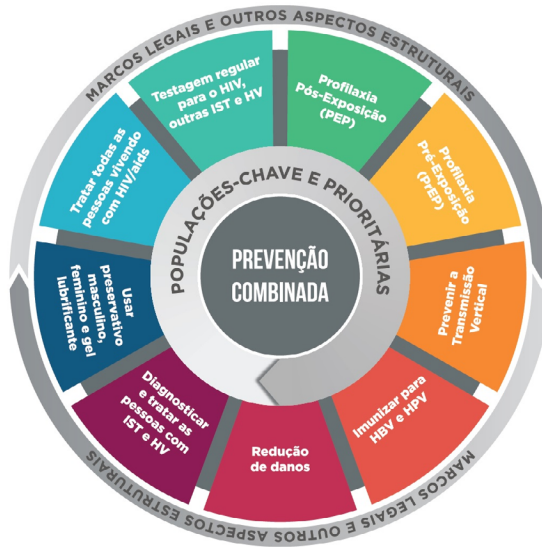 MARCOS LEGAIS E OUTROS ASPECTOS ESTRUTURAIS
Testagem regular
para o HIV,
outras IST e HV
Profilaxia
Pós-Exposição
(PEP)
Profilaxia
Pré-Exposição
(PrEP)
Prevenir a
Transmissão
Vertical
Imunizar para
HBV e HPV
Redução
de danos
Diagnosticar
e tratar as
pessoas com
IST e HV
Usar
preservativo
masculino,
feminino e gel
lubrificante
Tratar todas as
pessoas vivendo
com HIV/aids
POPULAÇÕES-CHAVE E PRIORITÁRIAS
PREVENÇÃO
COMBINADA
MARCOS LEGAIS E OUTROS ASPECTOS ESTRUTURAIS